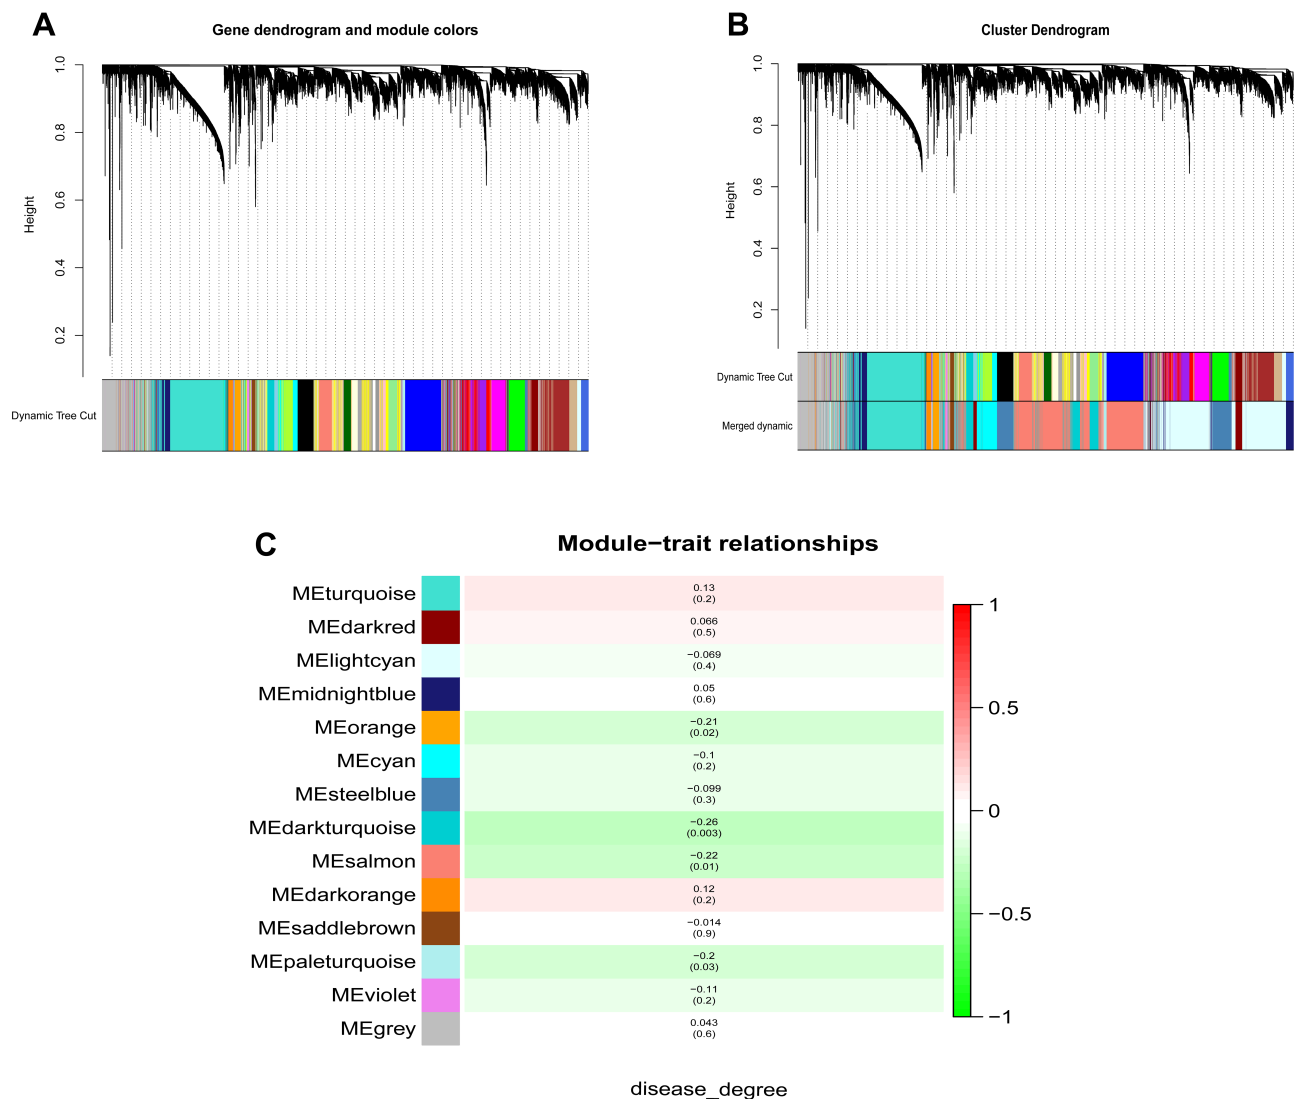 A
Gene dendrogram and module colors
Height
1.0
0.8
0.6
0.4
0.2
Dynamic Tree Cut
B
Cluster Dendrogram
Height
1.0
0.8
0.6
0.4
0.2
Dynamic Tree Cut
Merged dynamic
C
Module−trait relationships
MEturquoise
0.13
(0.2)
MEdarkred
0.066
(0.5)
MElightcyan
−0.069
(0.4)
MEmidnightblue
0.05
(0.6)
MEorange
−0.21
(0.02)
MEcyan
−0.1
(0.2)
MEsteelblue
−0.099
(0.3)
MEdarkturquoise
−0.26
(0.003)
MEsalmon
−0.22
(0.01)
MEdarkorange
0.12
(0.2)
MEsaddlebrown
−0.014
(0.9)
MEpaleturquoise
−0.2
(0.03)
MEviolet
−0.11
(0.2)
MEgrey
0.043
(0.6)
1
0.5
0
−0.5
−1
disease_degree